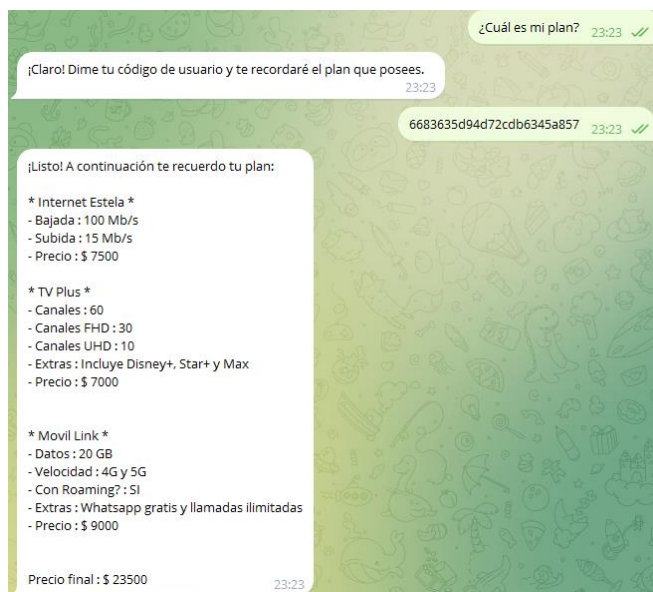 ¿Cuál es mi plan? 23:23
¡Claro! Dime tu código de usuario y te recordaré el plan que posees.
23:23
6683635d94d72cdb6345a857 23:23
¡Listo! A continuación te recuerdo tu plan:
* Internet Estela *
- Bajada : 100 Mb/s
- Subida : 15 Mb/s
- Precio : $ 7500
* TV Plus *
- Canales : 60
- Canales FHD : 30
- Canales UHD : 10
- Extras : Incluye Disney+, Star+ y Max
- Precio : $ 7000
* Movil Link *
- Datos : 20 GB
- Velocidad : 4G y 5G
- Con Roaming? : SI
- Extras : Whatsapp gratis y llamadas ilimitadas
- Precio : $ 9000
Precio final : $ 23500 23:23